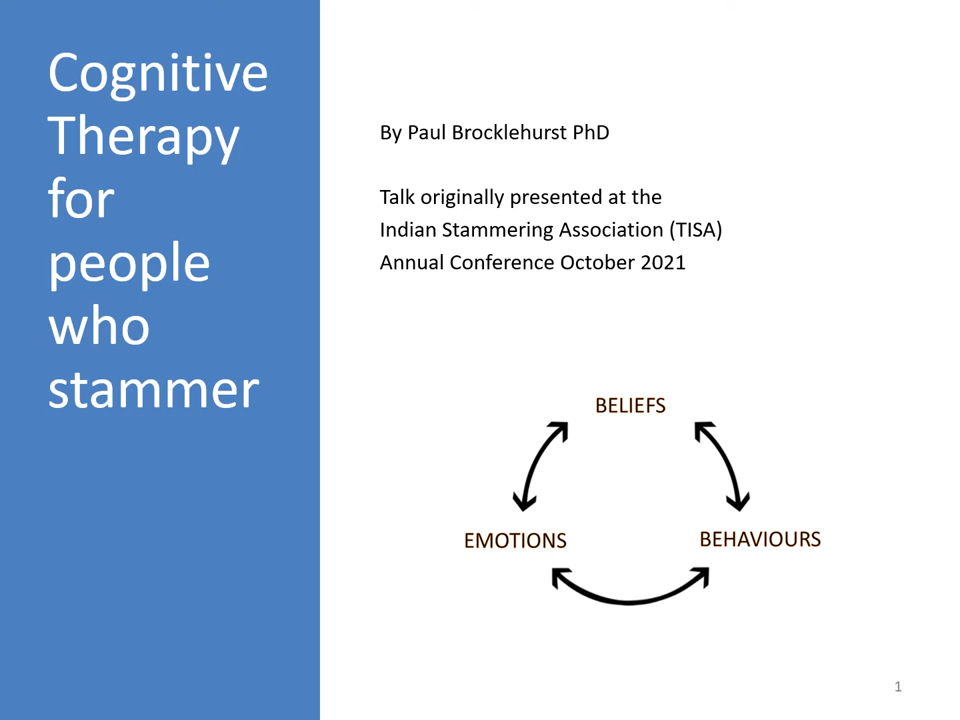 Cognitive
Therapy
for
people
who
stammer
By Paul Brocklehurst PhD
Talk originally presented at the
Indian Stammering Association (TISA)
Annual Conference October 2021
BELIEFS
EMOTIONS
BEHAVIOURS
1